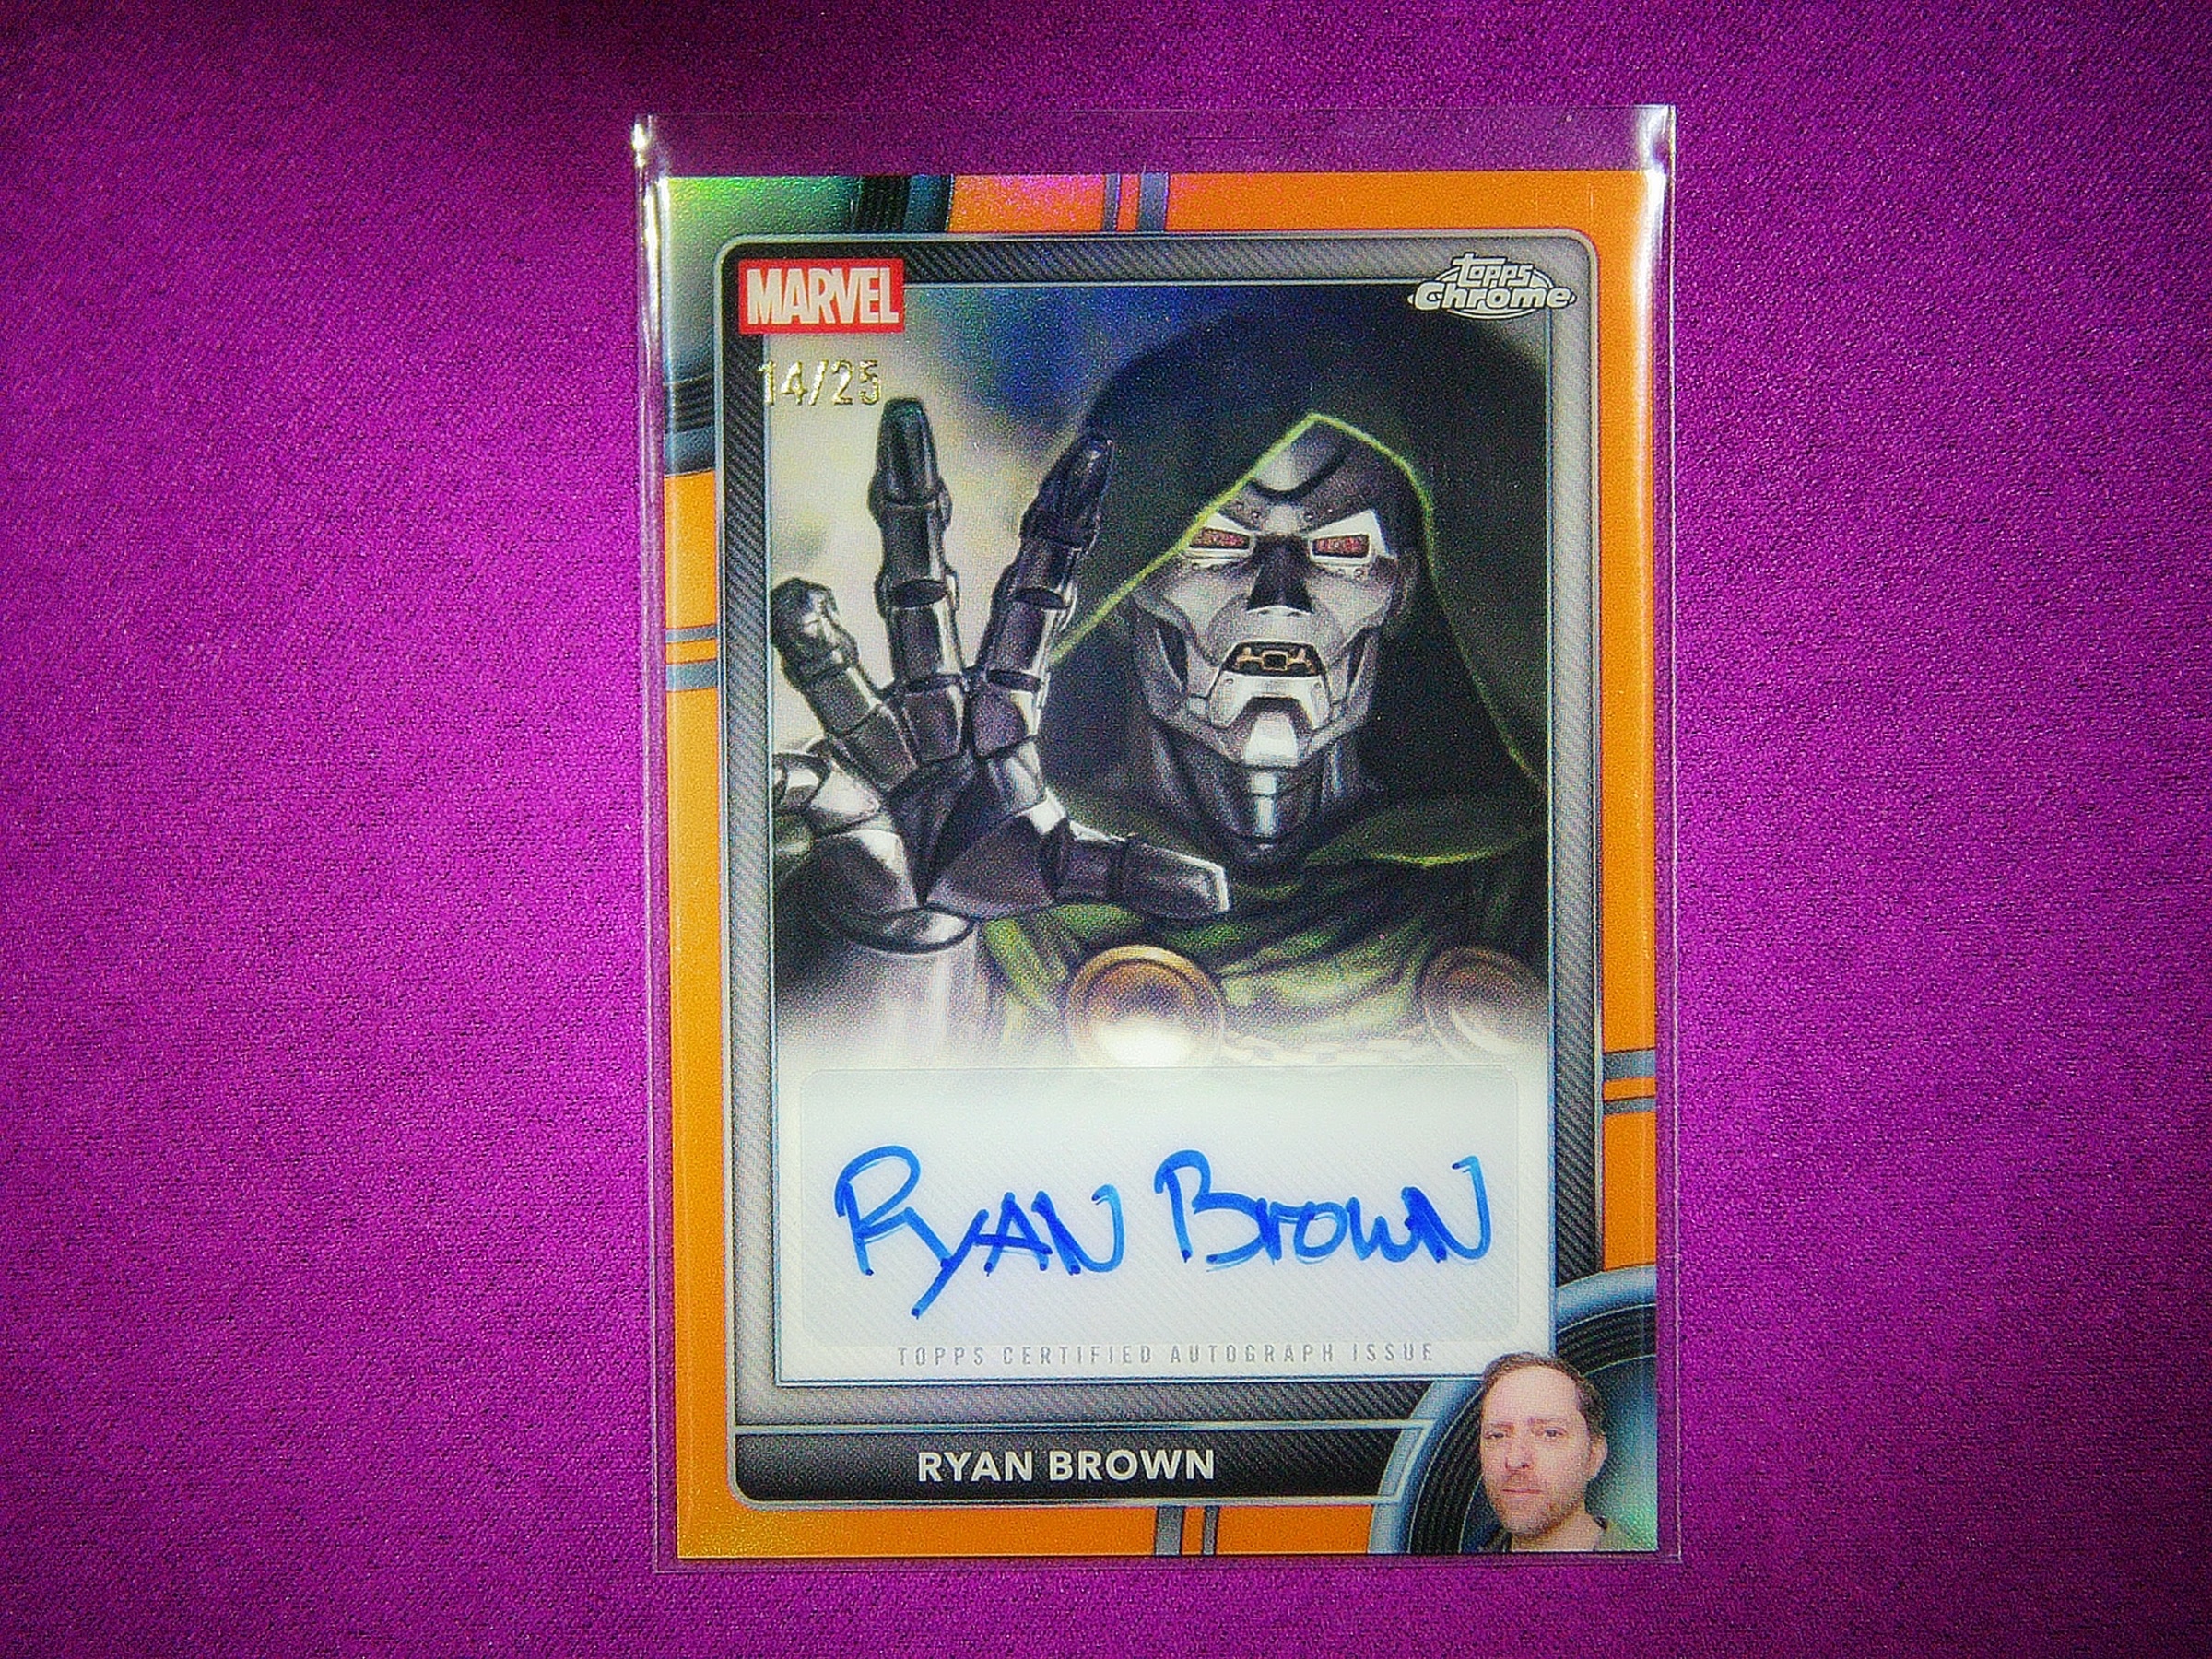 MARVEL
topps
Chrome
14/25
RYAN BROWN
TOPPS CERTIFIED AUTOGRAPH ISSUE
RYAN BROWN